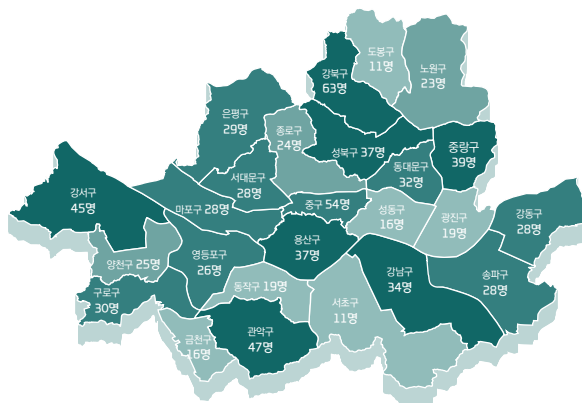 도봉구
11명
노원구
23명
강북구
63명
은평구
29명
종로구
24명
성북구 37명
중랑구
39명
동대문구
32명
서대문구
28명
강서구
45명
마포구 28명
중구 54명
성동구
16명
광진구
19명
강동구
28명
양천구 25명
영등포구
26명
용산구
37명
강남구
34명
송파구
28명
구로구
30명
동작구 19명
서초구
11명
금천구
16명
관악구
47명